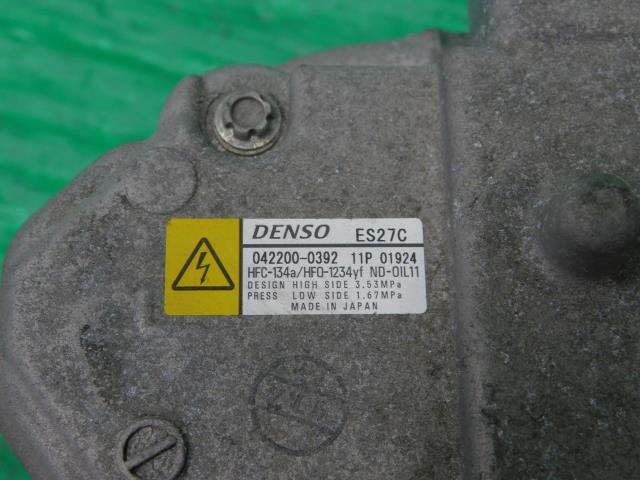 DENSO ES27C
042200-0392 11P 01924
HFC-134a/HFO-1234yf ND-OIL11
DESIGN HIGH SIDE 3.53MPa
PRESS LOW SIDE 1.67MPa
MADE IN JAPAN